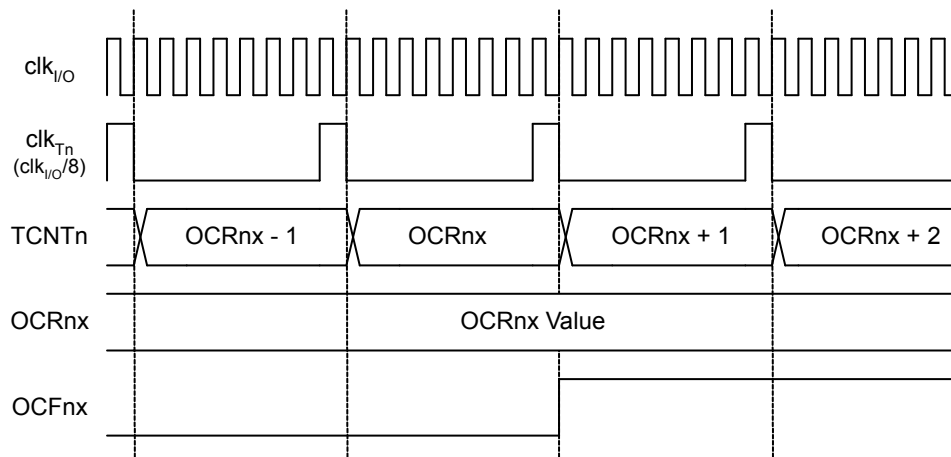 clkI/O
clkTn
(clkI/O/8)
TCNTn OCRnx - 1 OCRnx OCRnx + 1 OCRnx + 2
OCRnx OCRnx Value
OCFnx